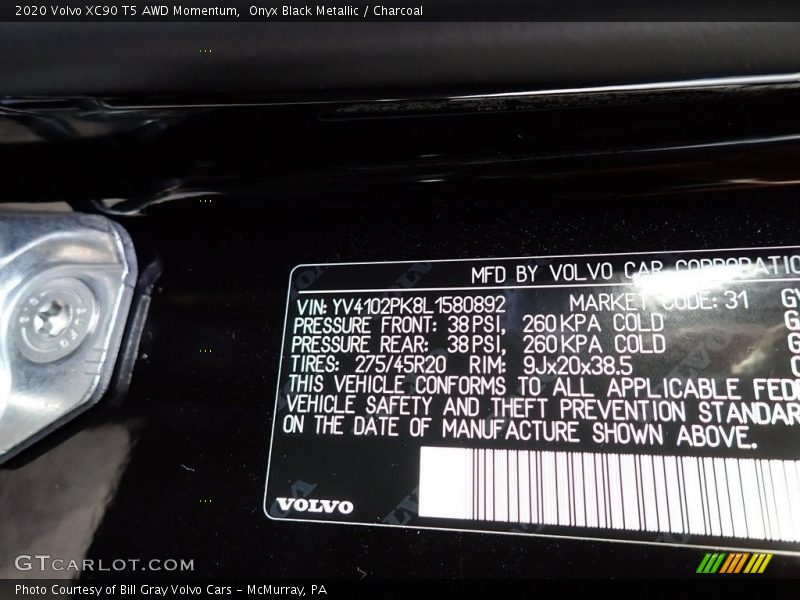 2020 Volvo XC90 T5 AWD Momentum, Onyx Black Metallic / Charcoal
MFD BY VOLVO CAR CORPORATIO
VIN: YV4102PK8L1580892 MARKET CODE: 31 GV
PRESSURE FRONT: 38 PSI, 260 KPA COLD G
PRESSURE REAR: 38 PSI, 260 KPA COLD G
TIRES: 275/45R20 RIM: 9Jx20x38.5
THIS VEHICLE CONFORMS TO ALL APPLICABLE FED
VEHICLE SAFETY AND THEFT PREVENTION STANDAR
ON THE DATE OF MANUFACTURE SHOWN ABOVE.
VOLVO
GTCARLOT.COM
Photo Courtesy of Bill Gray Volvo Cars - McMurray, PA